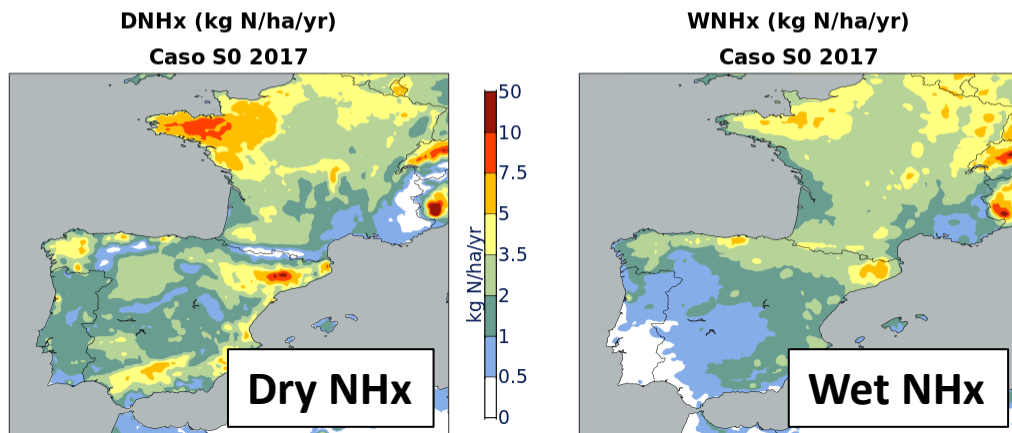 DNHx (kg N/ha/yr)
Caso S0 2017
WNHx (kg N/ha/yr)
Caso S0 2017
50
10
7.5
5
3.5
2
1
0.5
0
kg N/ha/yr
Dry NHx
Wet NHx